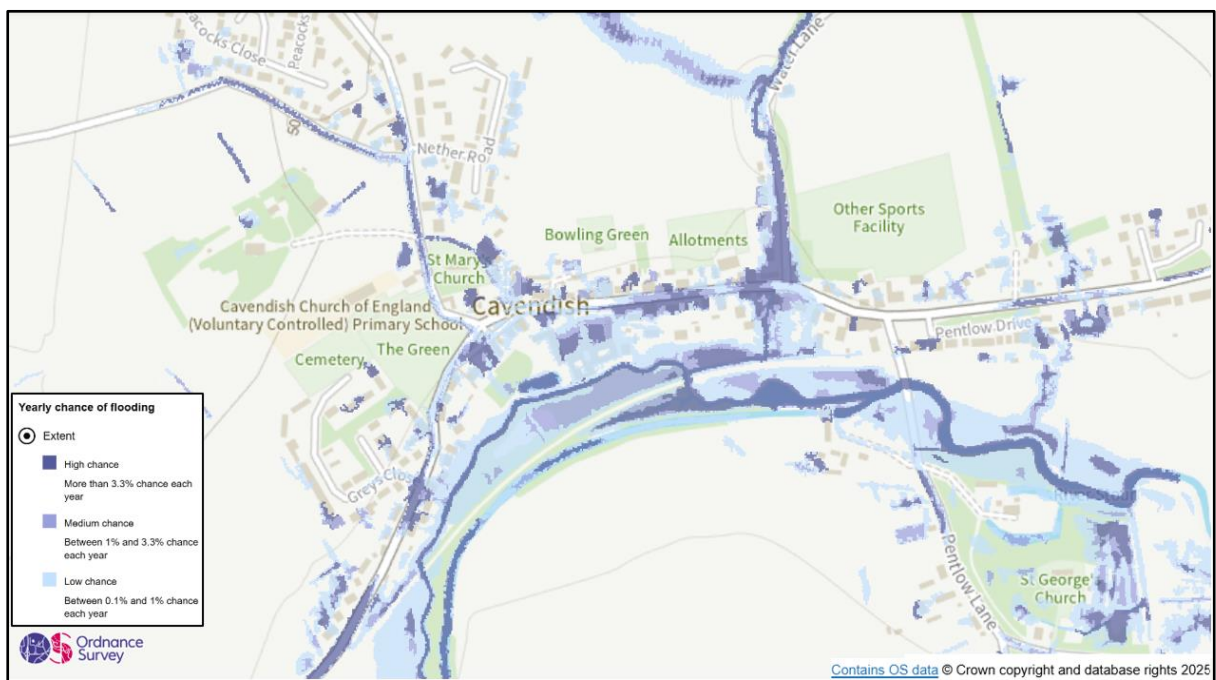 Peacocks Close
Peacocks
Water Lane
50
Nether Road
Bowling Green
Allotments
Other Sports
Facility
St Mary's
Church
Cavendish
Cavendish Church of England
(Voluntary Controlled) Primary School
Pentlow Drive
Cemetery
The Green
Grey's Close
River Stour
Pentlow Lane
St George's
Church
Yearly chance of flooding
Extent
High chance
More than 3.3% chance each
year
Medium chance
Between 1% and 3.3% chance
each year
Low chance
Between 0.1% and 1% chance
each year
Ordnance
Survey
Contains OS data © Crown copyright and database rights 2025